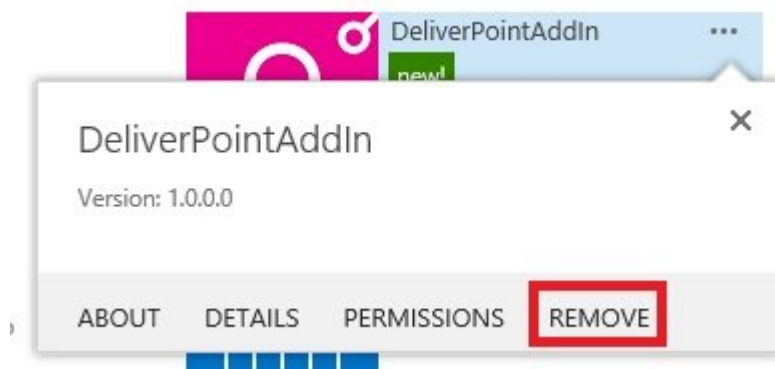 DeliverPointAddIn ...
new!
DeliverPointAddIn
Version: 1.0.0.0
ABOUT DETAILS PERMISSIONS REMOVE